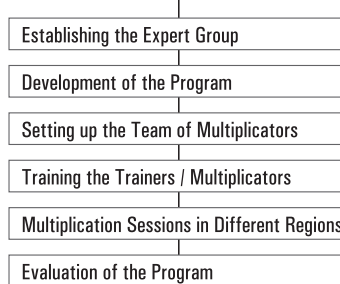 Establishing the Expert Group
Development of the Program
Setting up the Team of Multiplicators
Training the Trainers / Multiplicators
Multiplication Sessions in Different Regions
Evaluation of the Program